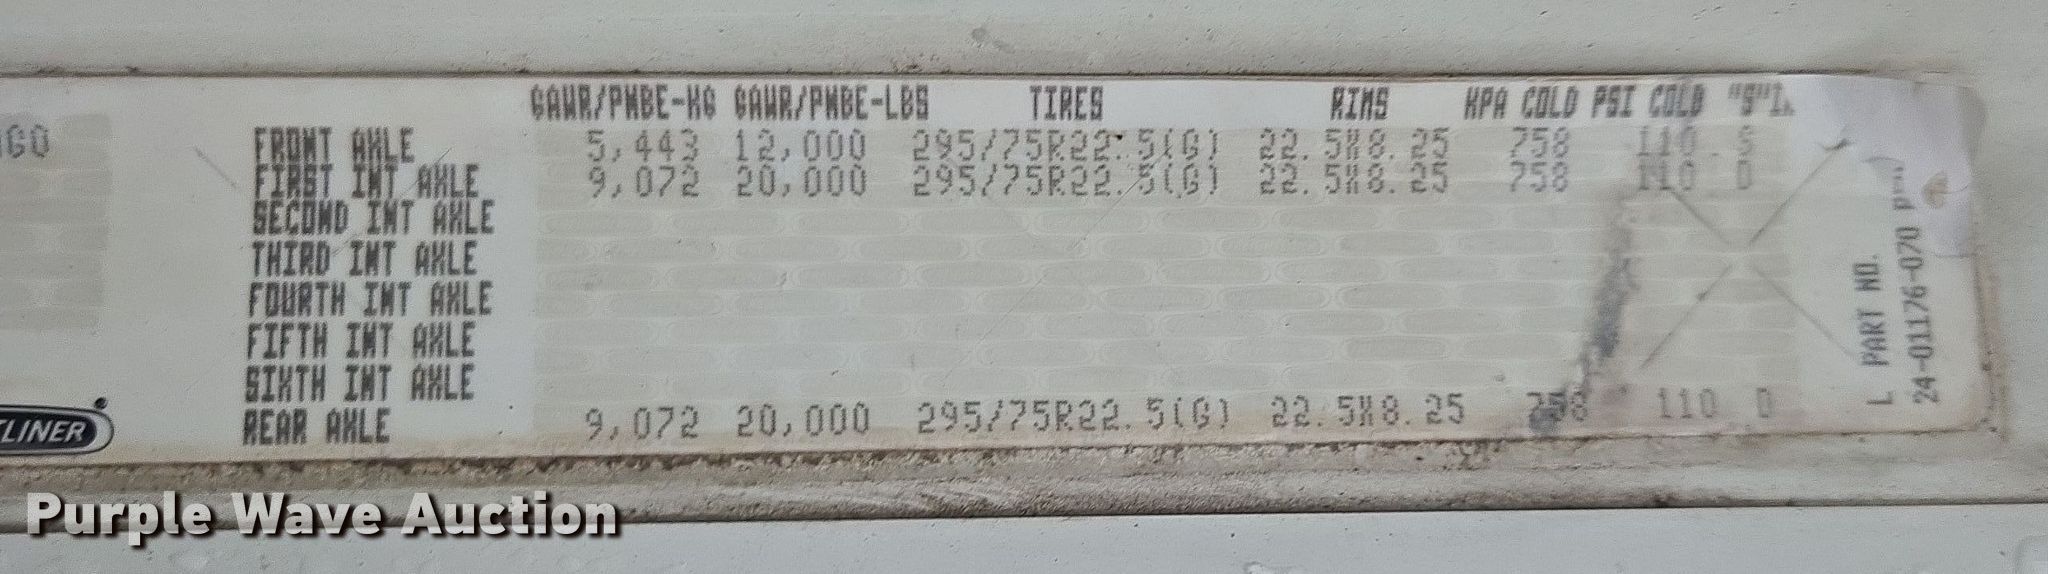 GAWR/PNBE-KG GAWR/PNBE-LBS TIRES RIMS KPA COLD PSI COLD "S"
FRONT AXLE 5,443 12,000 295/75R22.5(G) 22.5X8.25 758 110 S
FIRST INT AXLE 9,072 20,000 295/75R22.5(G) 22.5X8.25 758 110 D
SECOND INT AXLE
THIRD INT AXLE
FOURTH INT AXLE
FIFTH INT AXLE
SIXTH INT AXLE
REAR AXLE 9,072 20,000 295/75R22.5(G) 22.5X8.25 758 110 D
LINER
L PART NO.
24-01176-070
Purple Wave Auction